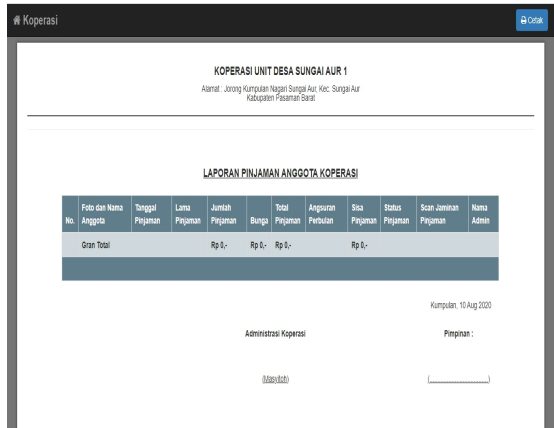 Koperasi
Cetak
KOPERASI UNIT DESA SUNGAI AUR 1
Alamat : Jorong Kumpulan Nagari Sungai Aur, Kec. Sungai Aur
Kabupaten Pasaman Barat
LAPORAN PINJAMAN ANGGOTA KOPERASI
No. Foto dan Nama Anggota Tanggal Pinjaman Lama Pinjaman Jumlah Pinjaman Bunga Total Pinjaman Angsuran Perbulan Sisa Pinjaman Status Pinjaman Scan Jaminan Pinjaman Nama Admin
Gran Total Rp 0,- Rp 0,- Rp 0,- Rp 0,-
Kumpulan, 10 Aug 2020
Administrasi Koperasi Pimpinan :
(Masyitoh) (______________)